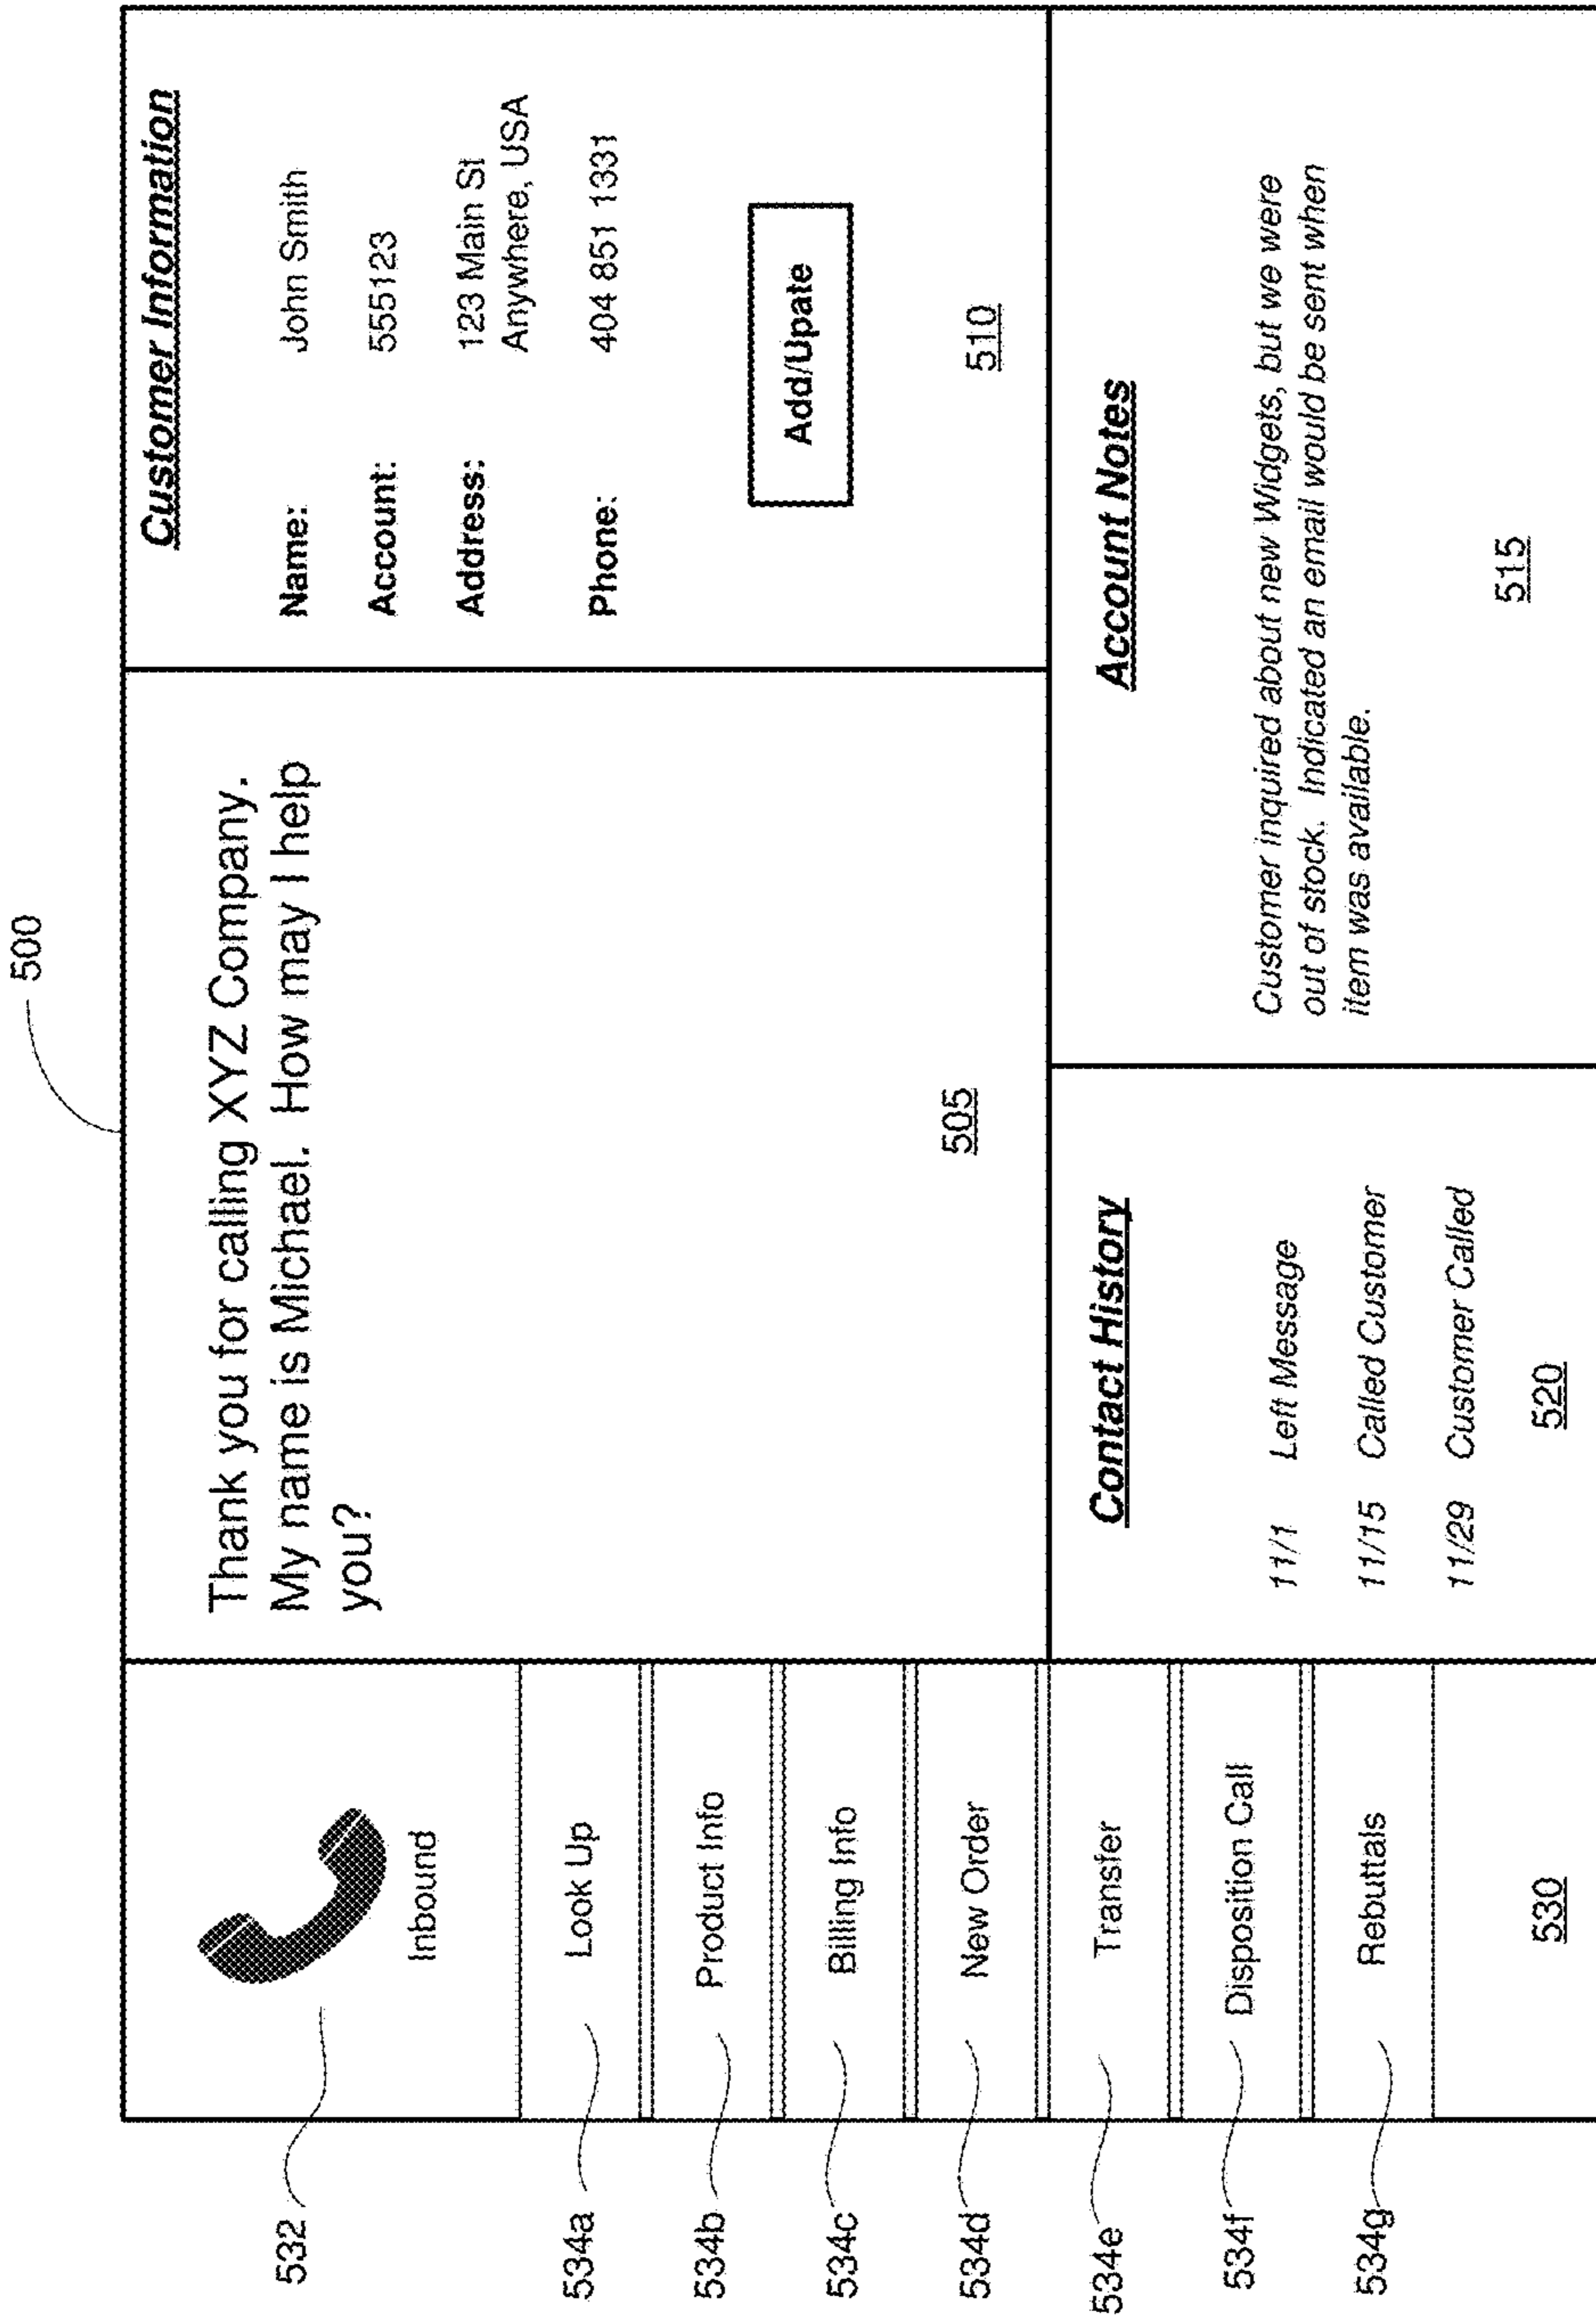 500
532
Inbound
534a
Look Up
534b
Product Info
534c
Billing Info
534d
New Order
534e
Transfer
534f
Disposition Call
534g
Rebuttals
530
Thank you for calling XYZ Company.
My name is Michael. How may I help
you?
505
Customer Information
Name: John Smith
Account: 555123
Address: 123 Main St
Anywhere, USA
Phone: 404 851 1331
Add/Upate
510
Contact History
11/1 Left Message
11/15 Called Customer
11/29 Customer Called
520
Account Notes
Customer inquired about new Widgets, but we were
out of stock. Indicated an email would be sent when
item was available.
515